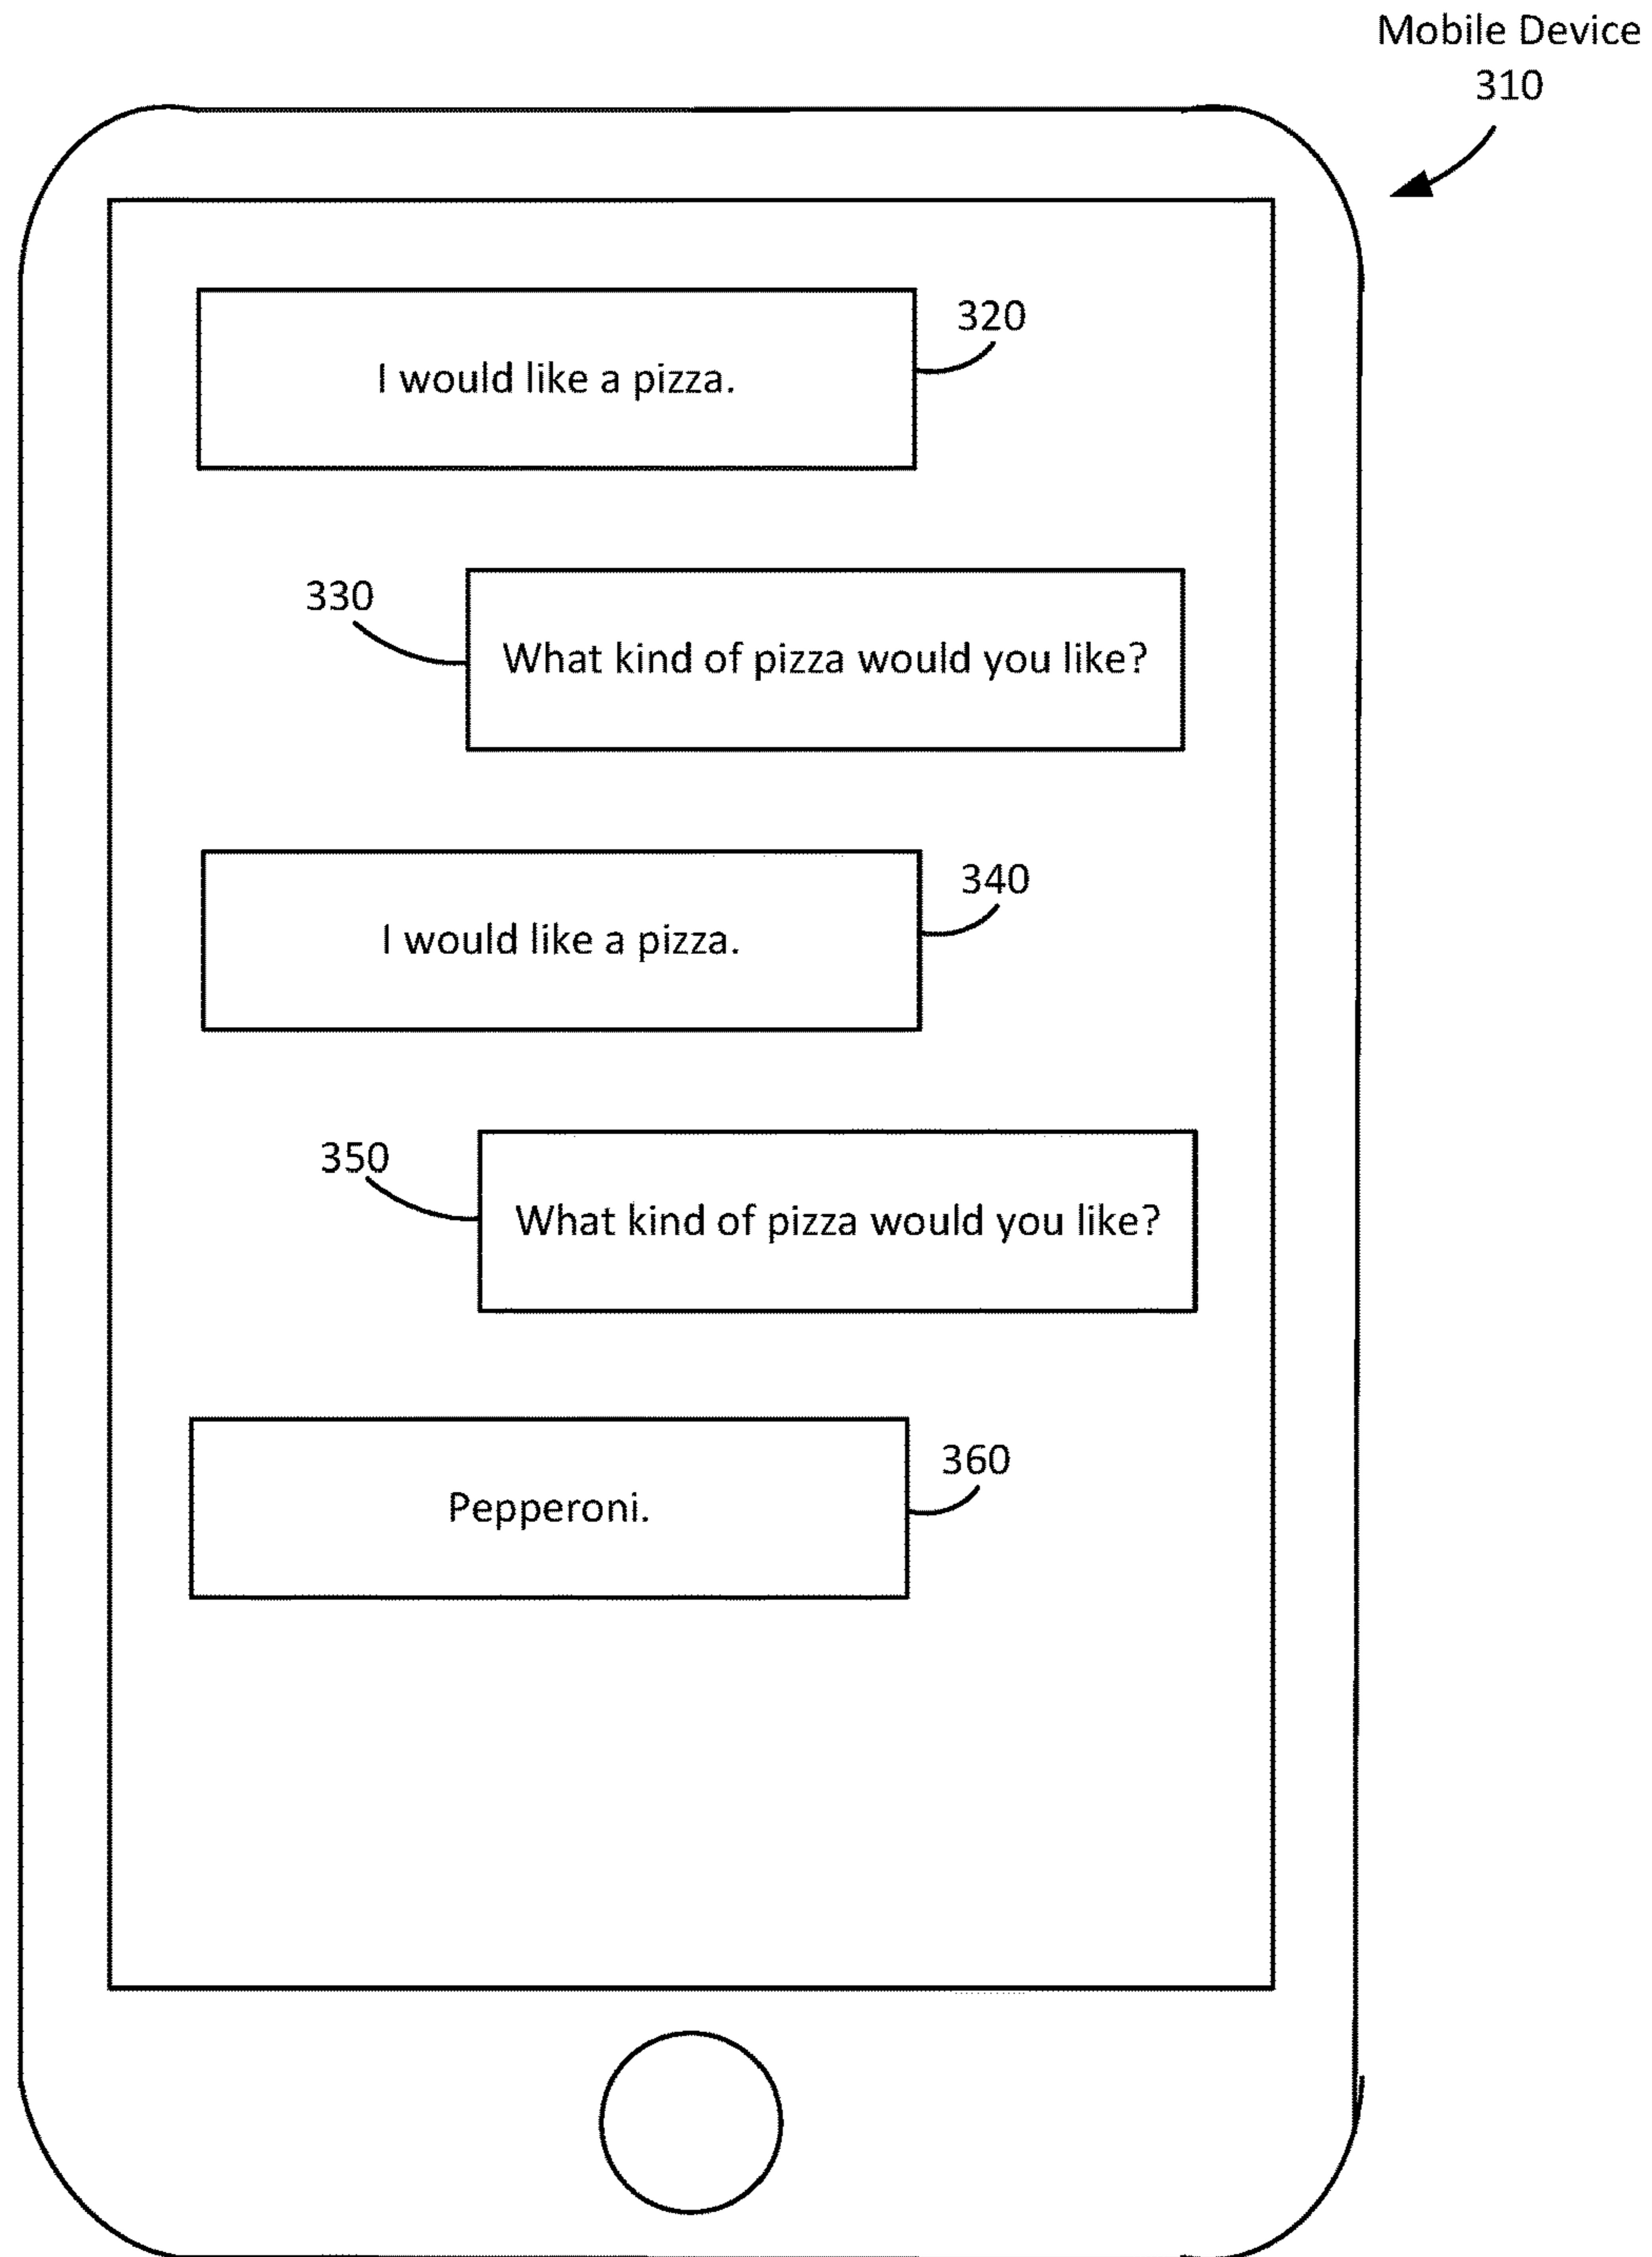 Mobile Device
310
I would like a pizza.
320
330
What kind of pizza would you like?
I would like a pizza.
340
350
What kind of pizza would you like?
Pepperoni.
360